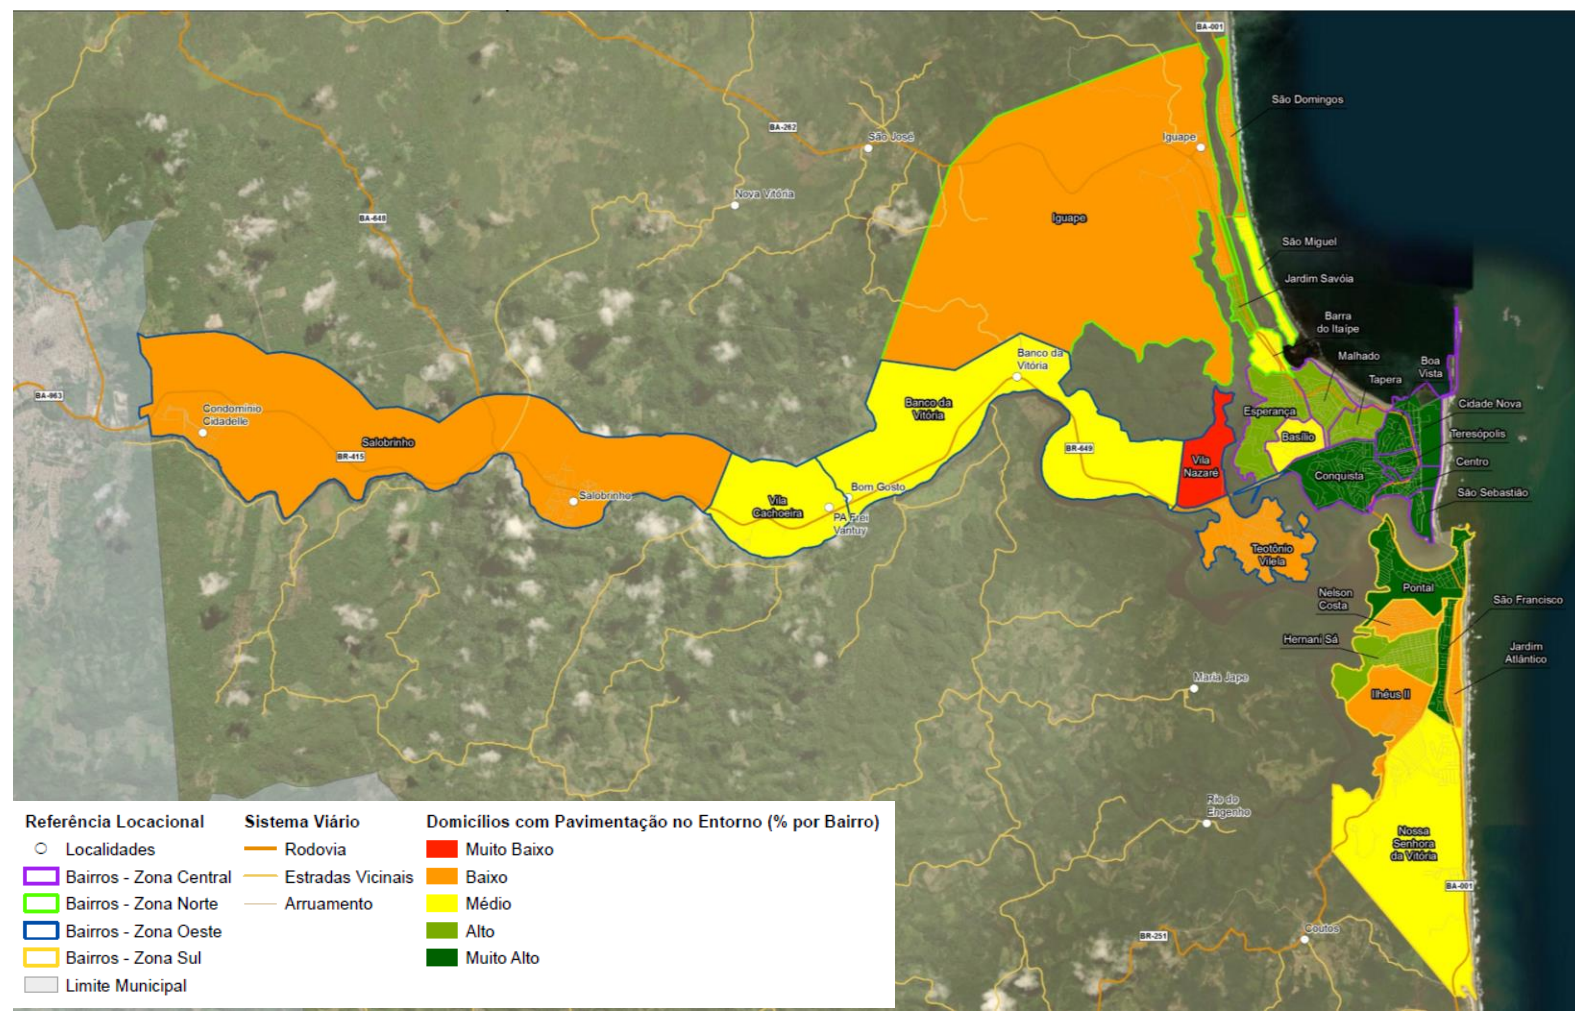 BA-001
São Domingos
BA-262
São José
Iguape
Nova Vitória
BA-648
Iguape
São Miguel
Jardim Savóia
Barra
do Itaípe
Malhado
Boa
Vista
Tapera
Banco da
Vitória
BA-963
Condomínio
Cidadelle
Banco da
Vitória
Esperança
Cidade Nova
Salobrinho
Basílio
Teresópolis
BR-415
BR-649
Vila
Nazaré
Conquista
Centro
Salobrinho
Bom Gosto
São Sebastião
Vila
Cachoeira
PA Frei
Vantuy
Teotônio
Vilela
Pontal
Nelson
Costa
São Francisco
Hernani Sá
Jardim
Atlântico
Maria Jape
Ilhéus II
Rio do
Engenho
Nossa
Senhora
da Vitória
BA-001
BR-251
Coutos
Referência Locacional
Localidades
Bairros - Zona Central
Bairros - Zona Norte
Bairros - Zona Oeste
Bairros - Zona Sul
Limite Municipal
Sistema Viário
Rodovia
Estradas Vicinais
Arruamento
Domicílios com Pavimentação no Entorno (% por Bairro)
Muito Baixo
Baixo
Médio
Alto
Muito Alto